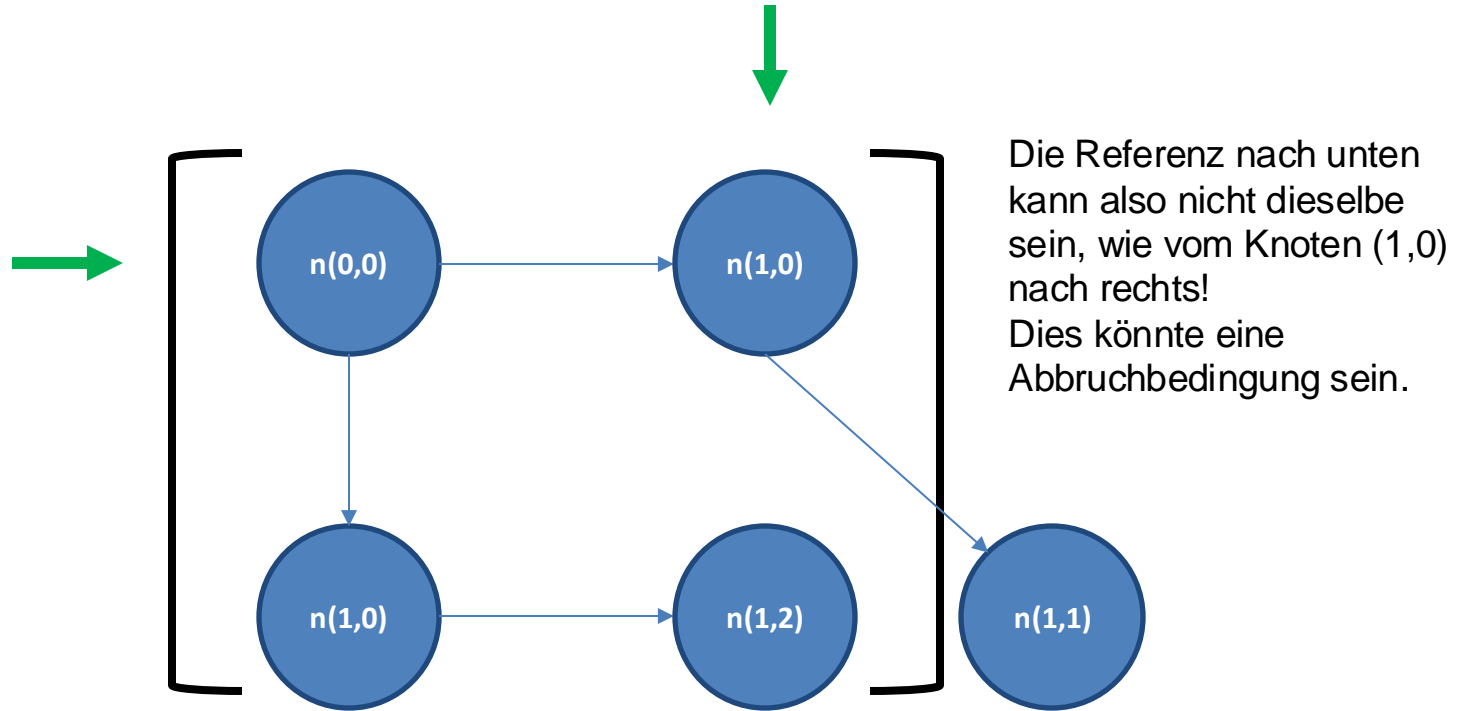 Die Referenz nach unten
kann also nicht dieselbe
sein, wie vom Knoten (1,0)
nach rechts!
Dies könnte eine
Abbruchbedingung sein.
n(0,0)
n(1,0)
n(1,0)
n(1,2)
n(1,1)